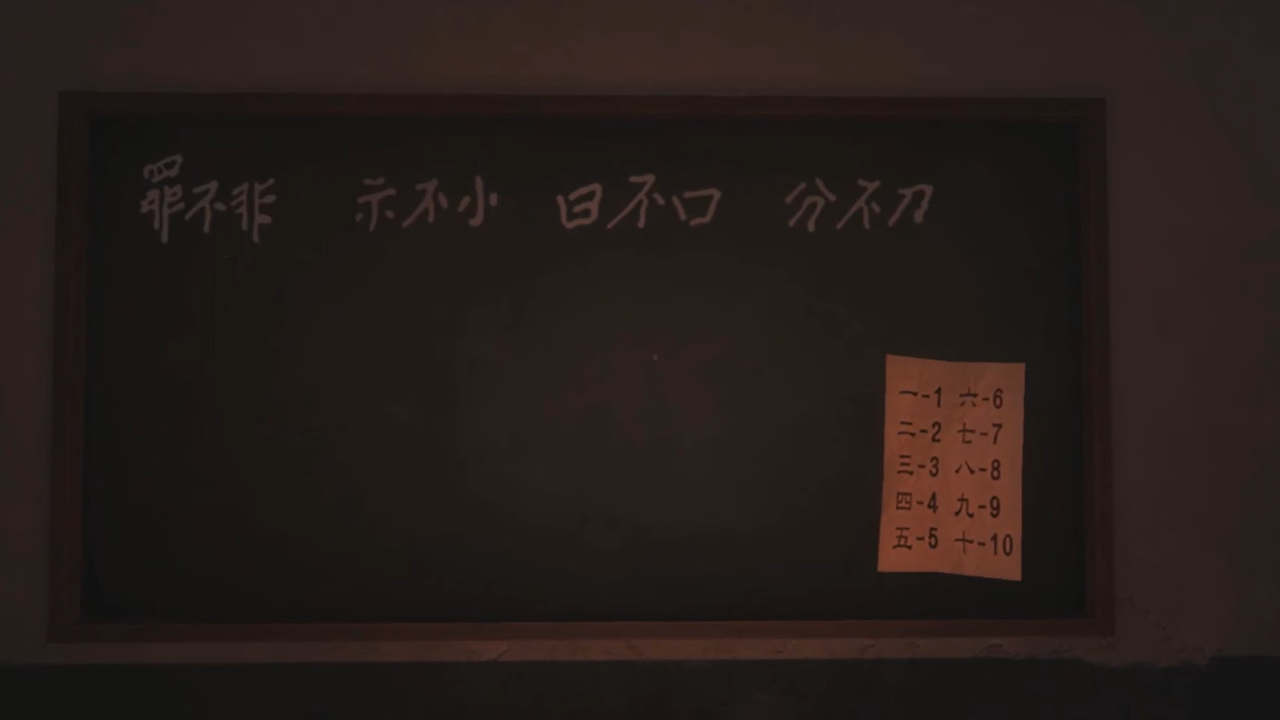 罪不非 示不小 曰不口 分不刀
一-1 六-6
二-2 七-7
三-3 八-8
四-4 九-9
五-5 十-10